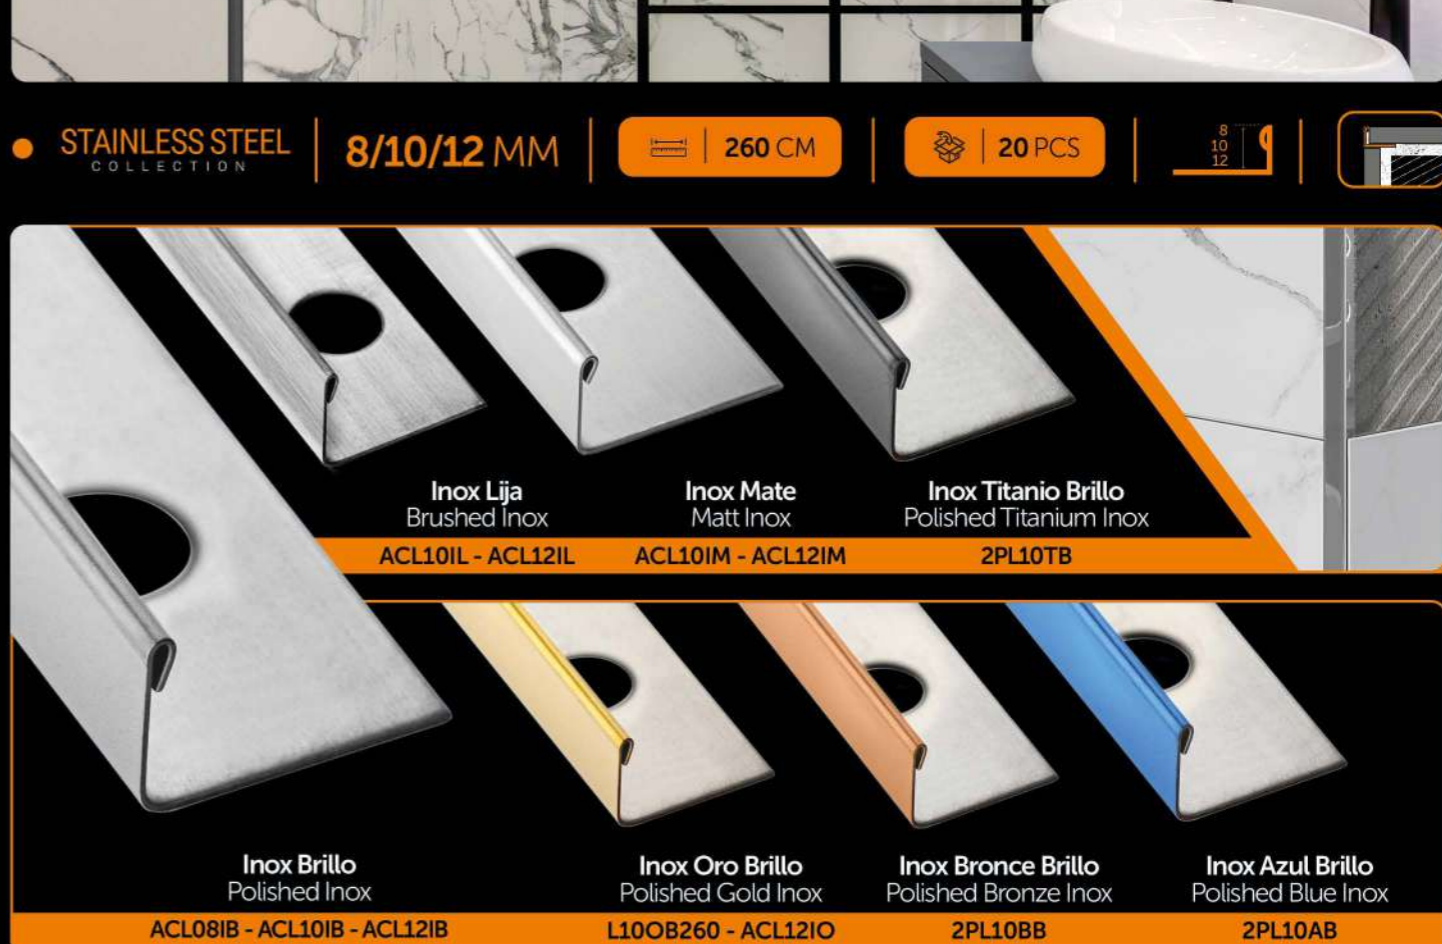 STAINLESS STEEL
COLLECTION
8/10/12 MM
260 CM
20 PCS
8
10
12
Inox Lija
Brushed Inox
ACL10IL - ACL12IL
Inox Mate
Matt Inox
ACL10IM - ACL12IM
Inox Titanio Brillo
Polished Titanium Inox
2PL10TB
Inox Brillo
Polished Inox
ACL08IB - ACL10IB - ACL12IB
Inox Oro Brillo
Polished Gold Inox
L10OB260 - ACL12IO
Inox Bronce Brillo
Polished Bronze Inox
2PL10BB
Inox Azul Brillo
Polished Blue Inox
2PL10AB